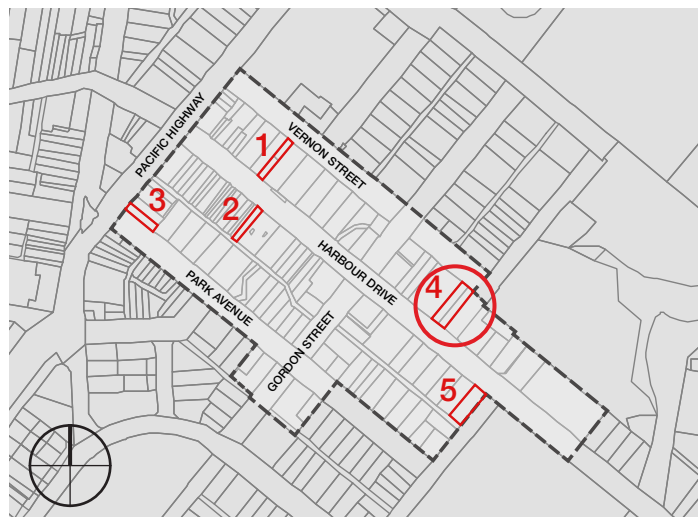 PACIFIC HIGHWAY
VERNON STREET
1
2
3
HARBOUR DRIVE
4
PARK AVENUE
GORDON STREET
5